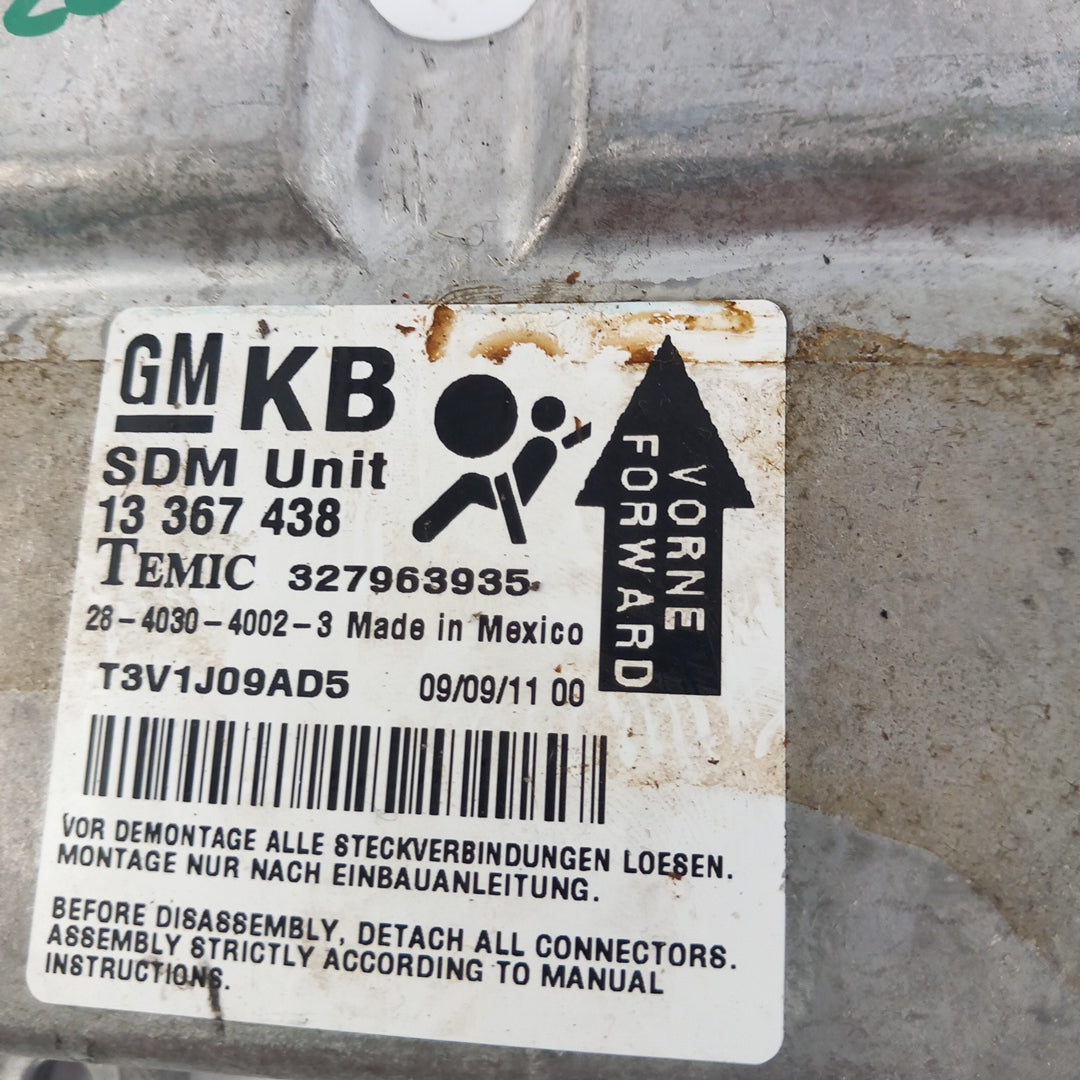 GM KB
SDM Unit
13 367 438
TEMIC 327963935
28-4030-4002-3 Made in Mexico
T3V1J09AD5 09/09/11 00
VORNE
FORWARD
VOR DEMONTAGE ALLE STECKVERBINDUNGEN LOESEN.
MONTAGE NUR NACH EINBAUANLEITUNG.
BEFORE DISASSEMBLY, DETACH ALL CONNECTORS.
ASSEMBLY STRICTLY ACCORDING TO MANUAL
INSTRUCTIONS.